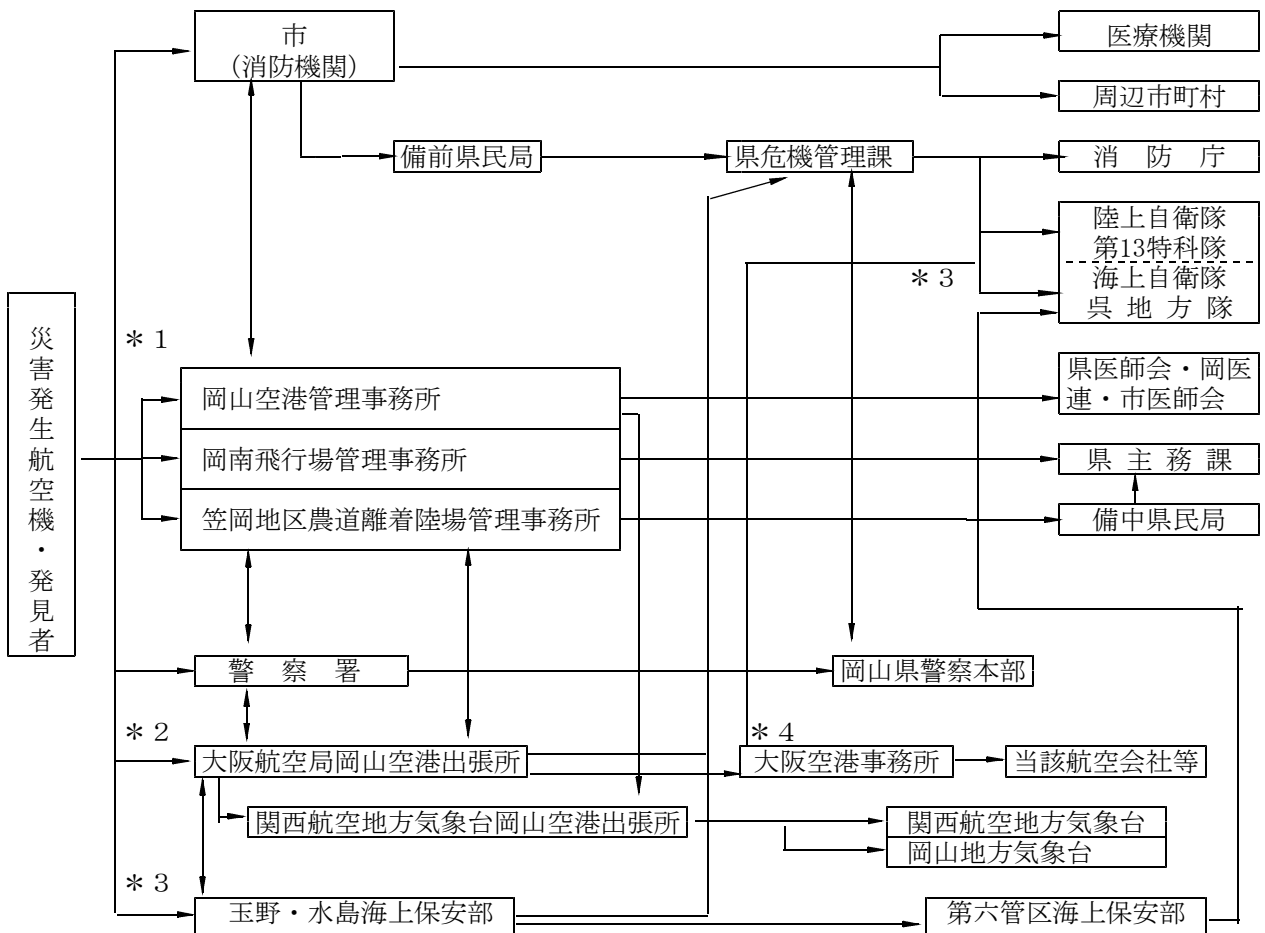 市
(消防機関)
医療機関
周辺市町村
備前県民局
県危機管理課
消 防 庁
陸上自衛隊
第13特科隊
海上自衛隊
呉 地 方 隊
＊３
災害発生航空機・発見者
＊１
岡山空港管理事務所
岡南飛行場管理事務所
笠岡地区農道離着陸場管理事務所
県医師会・岡医
連・市医師会
県 主 務 課
備中県民局
警 察 署
岡山県警察本部
＊２
大阪航空局岡山空港出張所
＊４
大阪空港事務所
当該航空会社等
関西航空地方気象台岡山空港出張所
関西航空地方気象台
岡山地方気象台
＊３
玉野・水島海上保安部
第六管区海上保安部